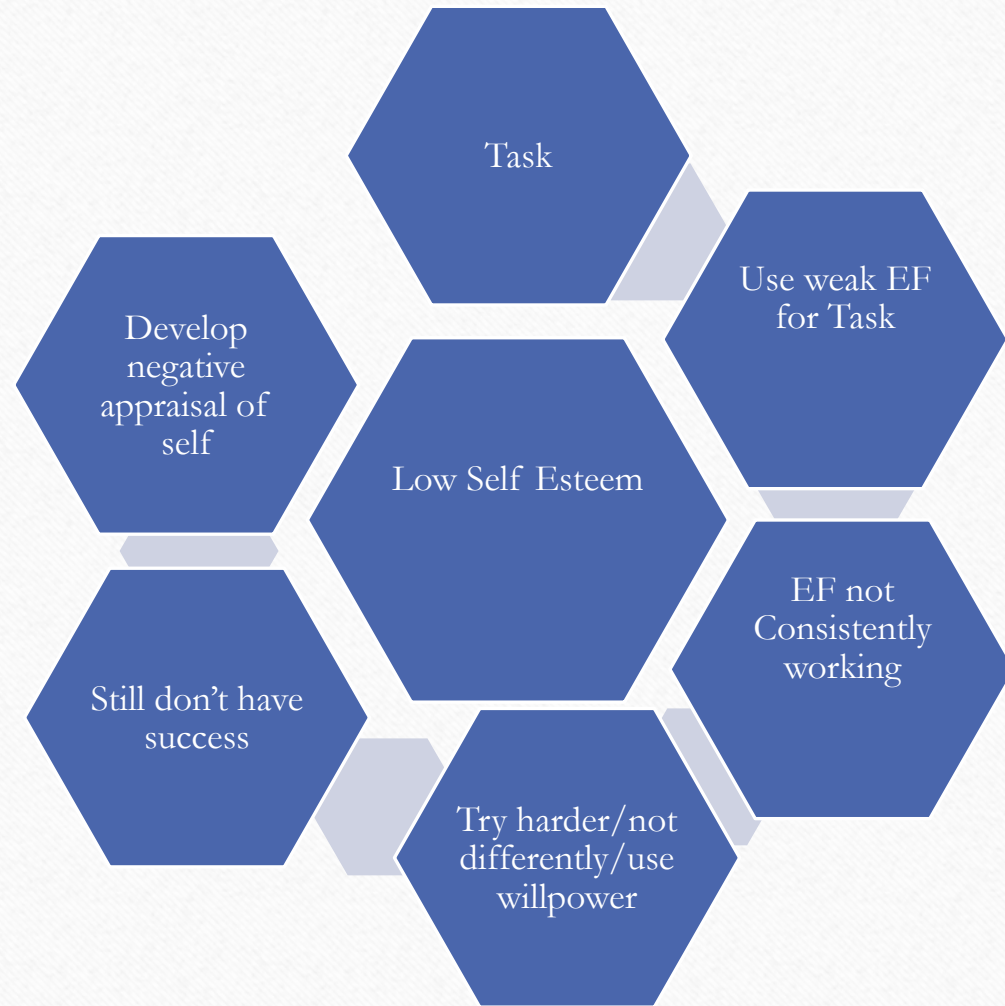 Task
Use weak EF
for Task
EF not
Consistently
working
Try harder/not
differently/use
willpower
Still don’t have
success
Develop
negative
appraisal of
self
Low Self Esteem